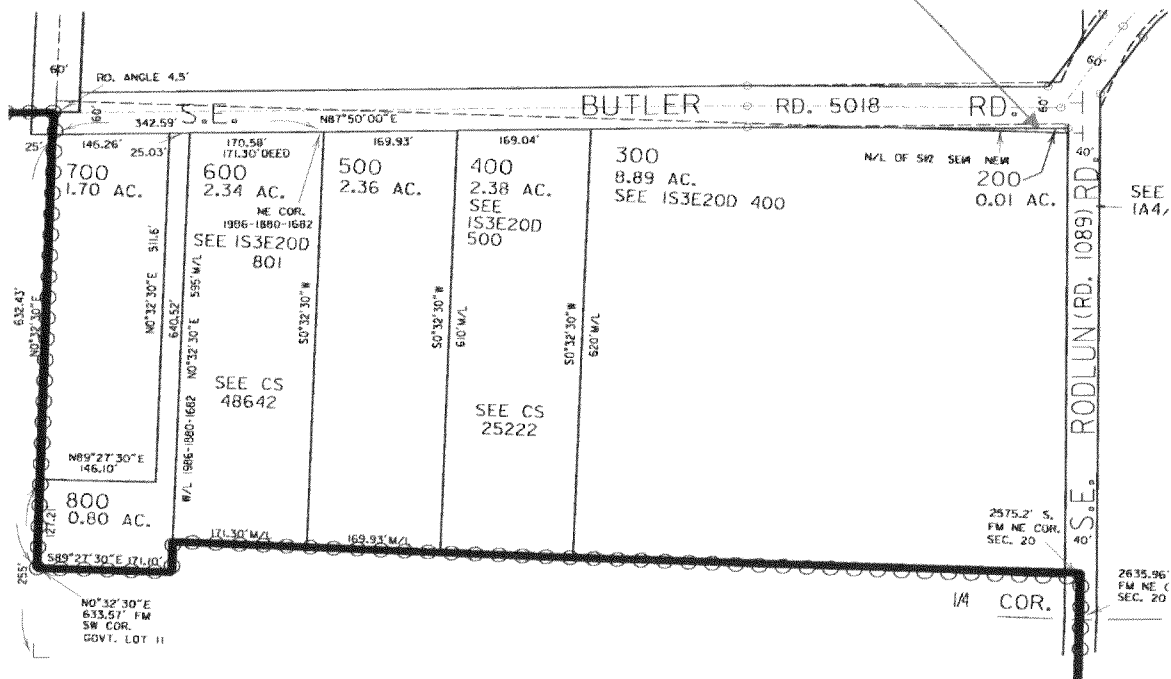 60'
RD. ANGLE 4.5'
60'
S.E. BUTLER RD. 5018 RD.
60'
60'
342.59'
N87°50'00"E
25'
146.26'
25.03'
170.58'
171.30'DEED
169.93'
169.04'
700
1.70 AC.
600
2.34 AC.
NE COR.
1986-1880-1682
SEE 1S3E20D
801
500
2.36 AC.
400
2.38 AC.
SEE
1S3E20D
500
300
8.89 AC.
SEE 1S3E20D 400
N/L OF SW2 SE14 NE14
200
0.01 AC.
40'
SEE
1A4/
S.E. RODLUN (RD. 1089) RD.
632.43'
N0°32'30"E
N0°32'30"E 511.6'
640.52'
W/L 1986-1880-1682 N0°32'30"E 595'M/L
S0°32'30"W
S0°32'30"W
610'M/L
S0°32'30"W
620'M/L
SEE CS
48642
SEE CS
25222
N89°27'30"E
146.10'
800
0.80 AC.
127.21'
S89°27'30"E 171.10'
171.30'M/L
169.93'M/L
255'
N0°32'30"E
633.57' FM
SW COR.
GOVT. LOT 11
2575.2' S.
FM NE COR.
SEC. 20
40'
1/4 COR.
2635.96'
FM NE C
SEC. 20